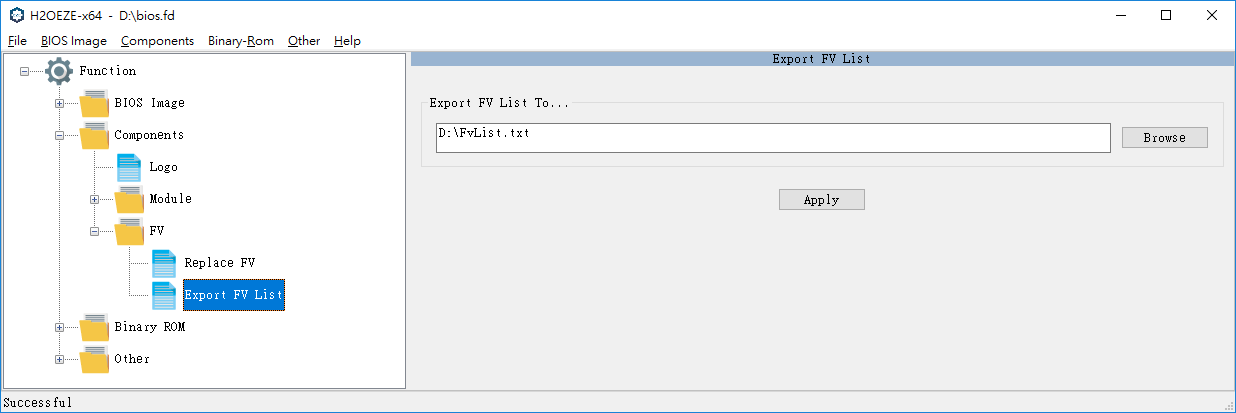 H2OEZE-x64 - D:\bios.fd
File BIOS Image Components Binary-Rom Other Help
Function
BIOS Image
Components
Logo
Module
FV
Replace FV
Export FV List
Binary ROM
Other
Export FV List
Export FV List To...
D:\FvList.txt
Browse
Apply
Successful